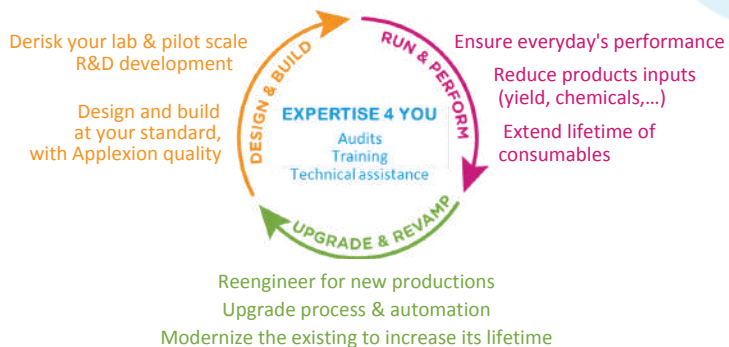 Derisk your lab & pilot scale
R&D development
Design and build
at your standard,
with Applexion quality
DESIGN & BUILD
RUN & PERFORM
Ensure everyday's performance
Reduce products inputs
(yield, chemicals,...)
Extend lifetime of
consumables
EXPERTISE 4 YOU
Audits
Training
Technical assistance
UPGRADE & REVAMP
Reengineer for new productions
Upgrade process & automation
Modernize the existing to increase its lifetime